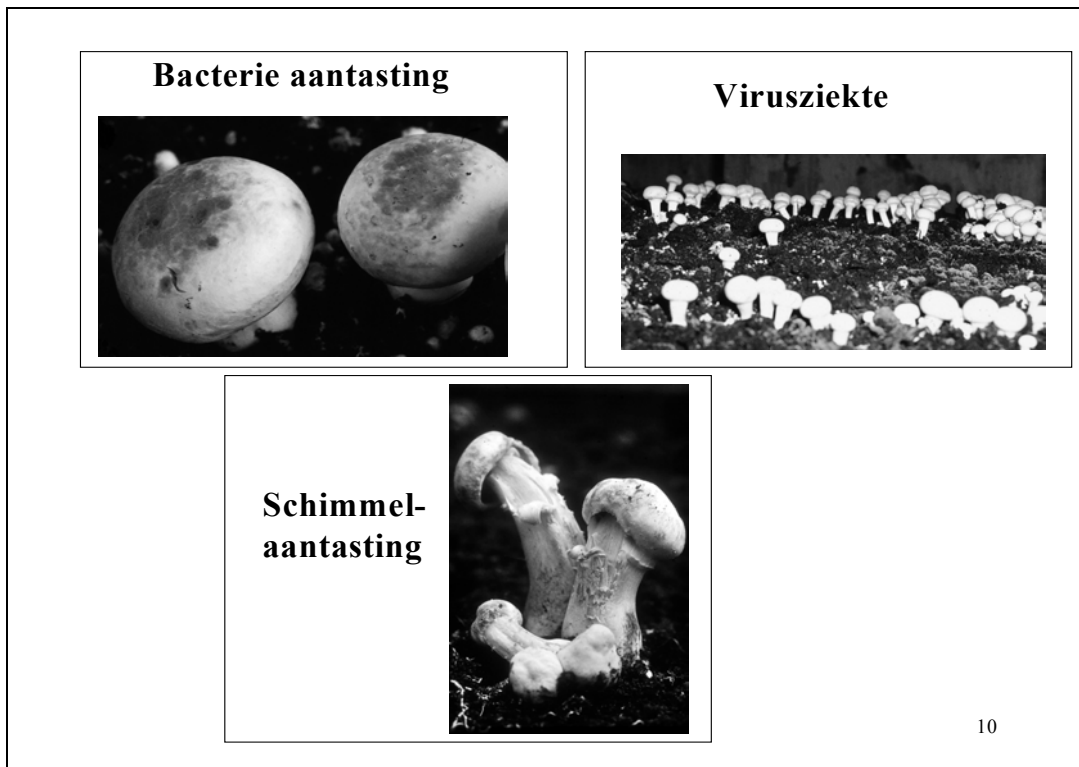 Bacterie aantasting
Virusziekte
Schimmel-
aantasting
10